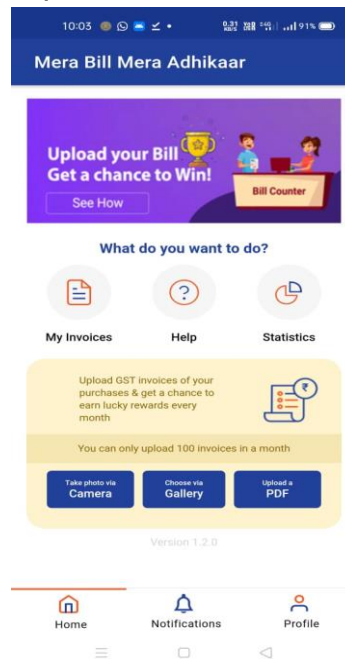 10:03
0.31 KB/S 91%
Mera Bill Mera Adhikaar
Upload your Bill
Get a chance to Win!
See How
Bill Counter
What do you want to do?
My Invoices Help Statistics
Upload GST invoices of your
purchases & get a chance to
earn lucky rewards every
month
You can only upload 100 invoices in a month
Take photo via
Camera
Choose via
Gallery
Upload a
PDF
Version 1.2.0
Home Notifications Profile